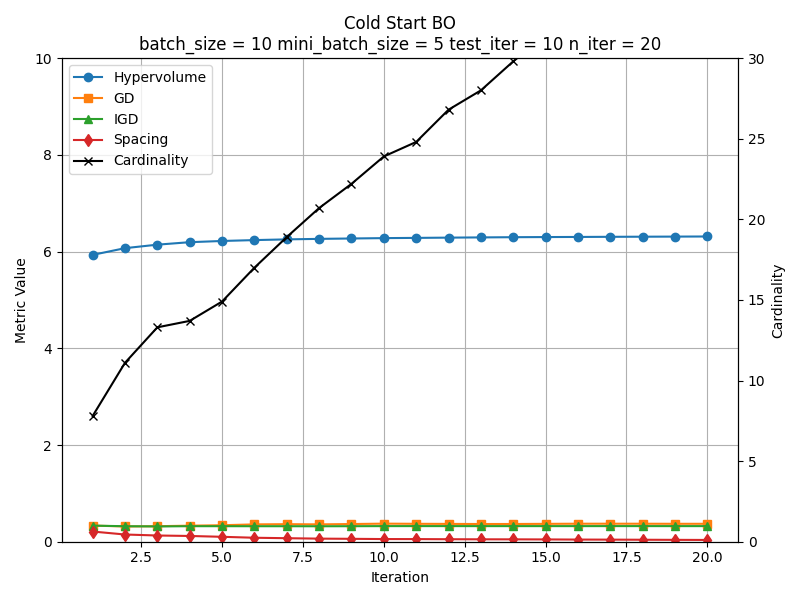 Cold Start BO
batch_size = 10 mini_batch_size = 5 test_iter = 10 n_iter = 20
Hypervolume
GD
IGD
Spacing
Cardinality
10
8
6
4
2
0
Metric Value
30
25
20
15
10
5
0
Cardinality
2.5 5.0 7.5 10.0 12.5 15.0 17.5 20.0
Iteration